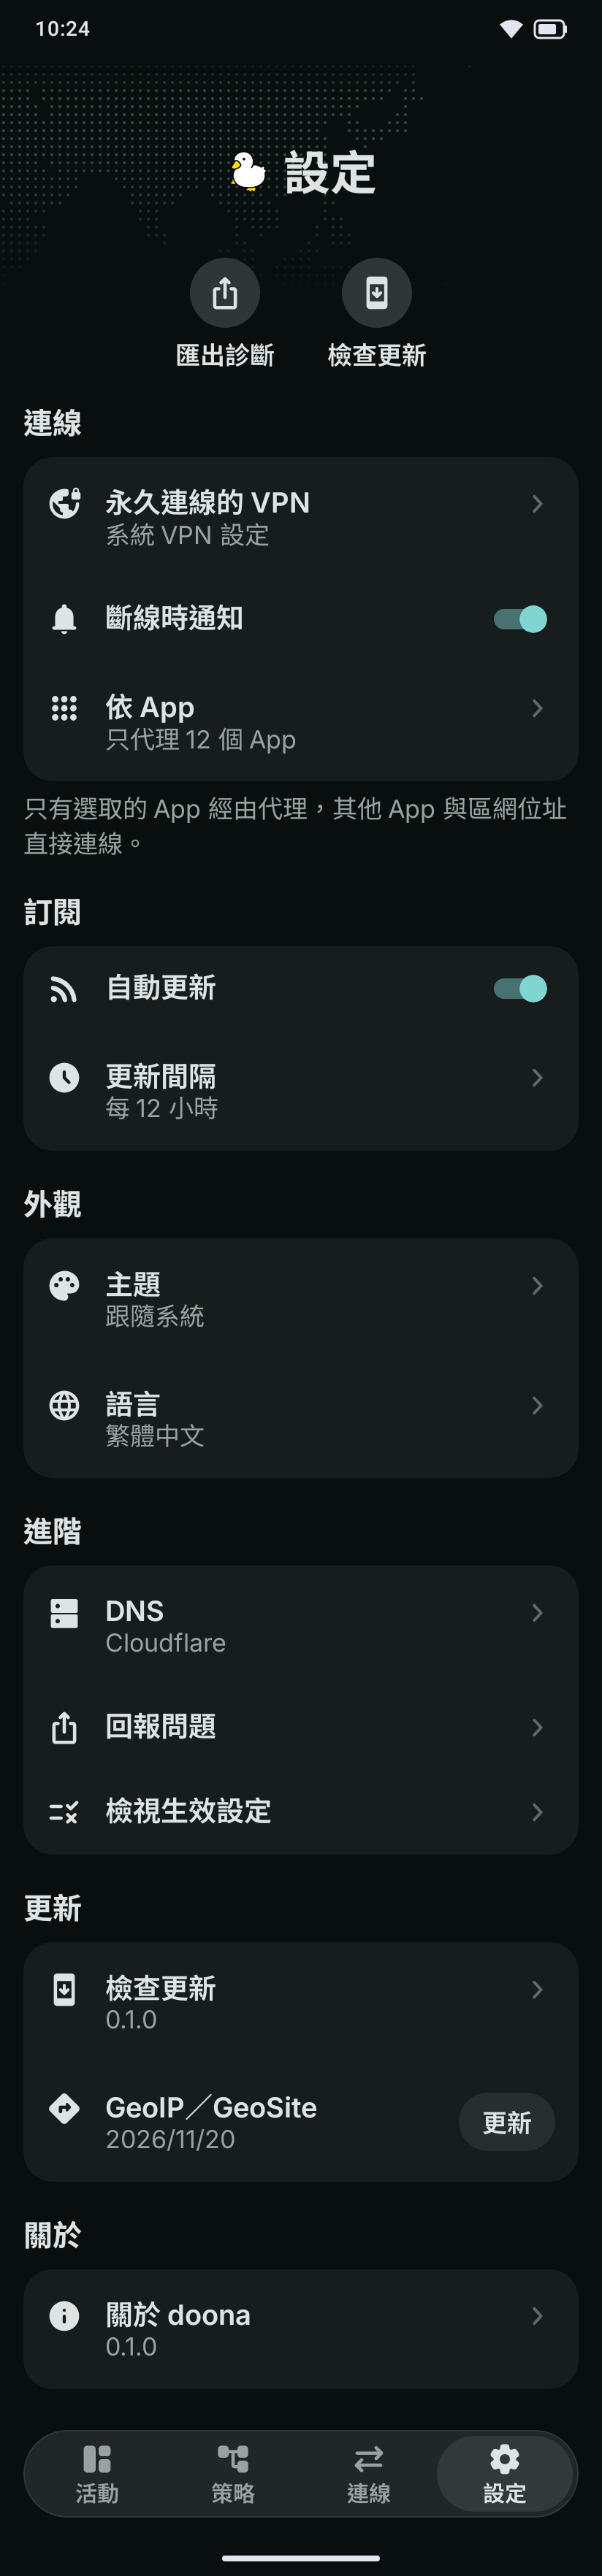 10:24
設定
匯出診斷
檢查更新
連線
永久連線的 VPN
系統 VPN 設定
斷線時通知
依 App
只代理 12 個 App
只有選取的 App 經由代理，其他 App 與區網位址
直接連線。
訂閱
自動更新
更新間隔
每 12 小時
外觀
主題
跟隨系統
語言
繁體中文
進階
DNS
Cloudflare
回報問題
檢視生效設定
更新
檢查更新
0.1.0
GeoIP／GeoSite
2026/11/20
更新
關於
關於 doona
0.1.0
活動
策略
連線
設定